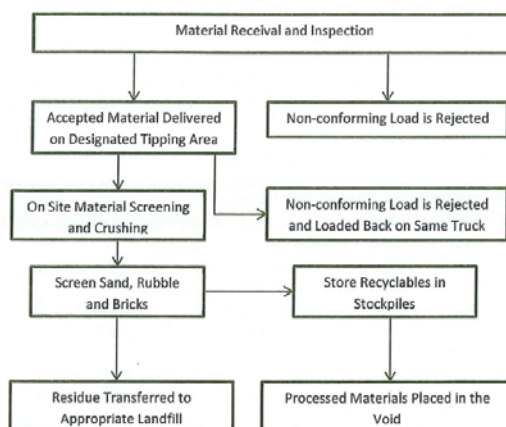 Material Receival and Inspection
Accepted Material Delivered
on Designated Tipping Area
Non-conforming Load is Rejected
On Site Material Screening
and Crushing
Non-conforming Load is Rejected
and Loaded Back on Same Truck
Screen Sand, Rubble
and Bricks
Store Recyclables in
Stockpiles
Residue Transferred to
Appropriate Landfill
Processed Materials Placed in the
Void